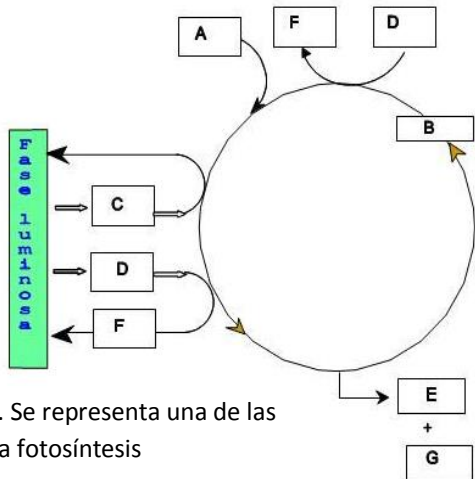 A
F
D
B
Fase luminosa
C
D
F
E
+
G
. Se representa una de las
a fotosíntesis